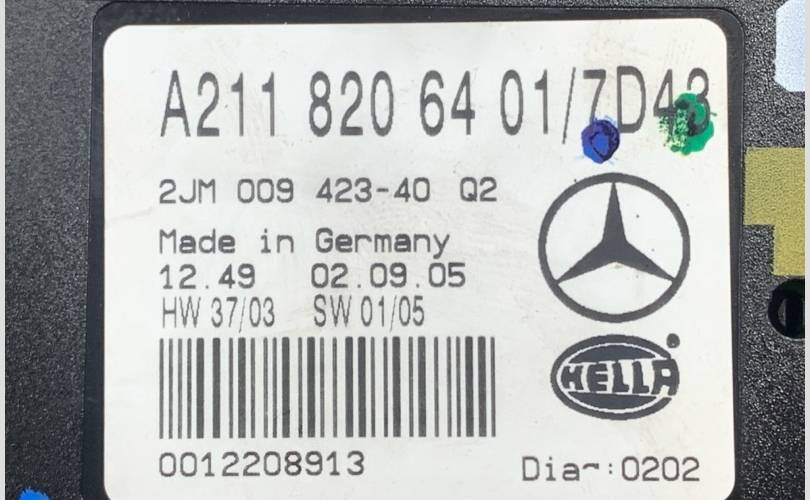 A211 820 64 01/7D43
2JM 009 423-40 Q2
Made in Germany
12.49 02.09.05
HW 37/03 SW 01/05
HELLA
0012208913
:0202